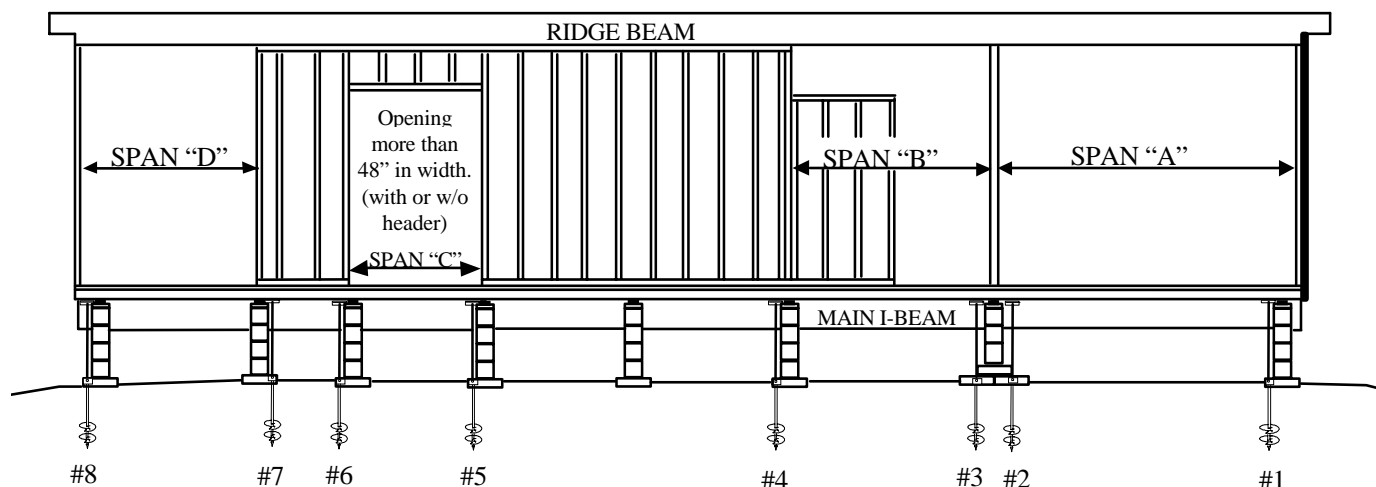 RIDGE BEAM
Opening
more than
48” in width.
(with or w/o
header)
SPAN “D”
SPAN “C”
SPAN “B”
SPAN “A”
MAIN I-BEAM
#8
#7
#6
#5
#4
#3
#2
#1